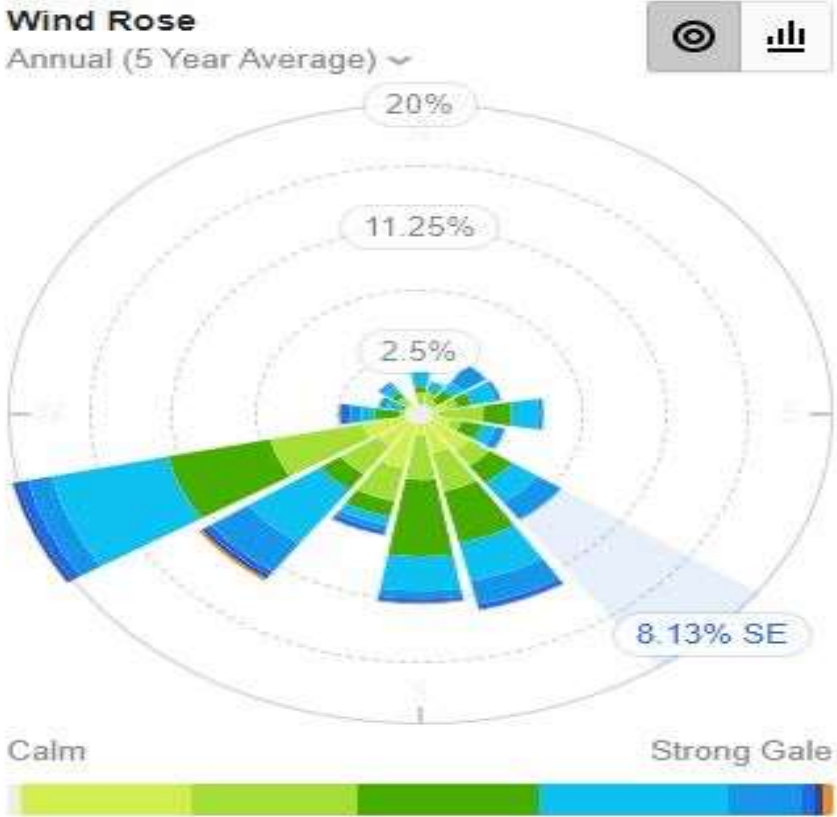 Wind Rose
Annual (5 Year Average)
20%
11.25%
2.5%
8.13% SE
Calm
Strong Gale